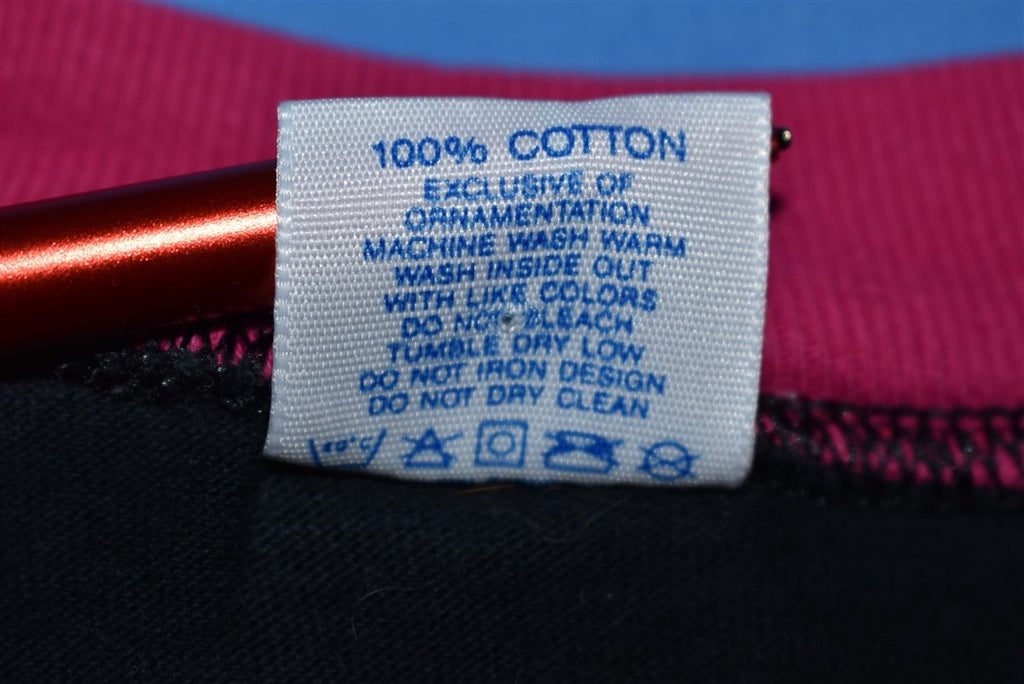 100% COTTON
EXCLUSIVE OF
ORNAMENTATION
MACHINE WASH WARM
WASH INSIDE OUT
WITH LIKE COLORS
DO NOT BLEACH
TUMBLE DRY LOW
DO NOT IRON DESIGN
DO NOT DRY CLEAN
40°C